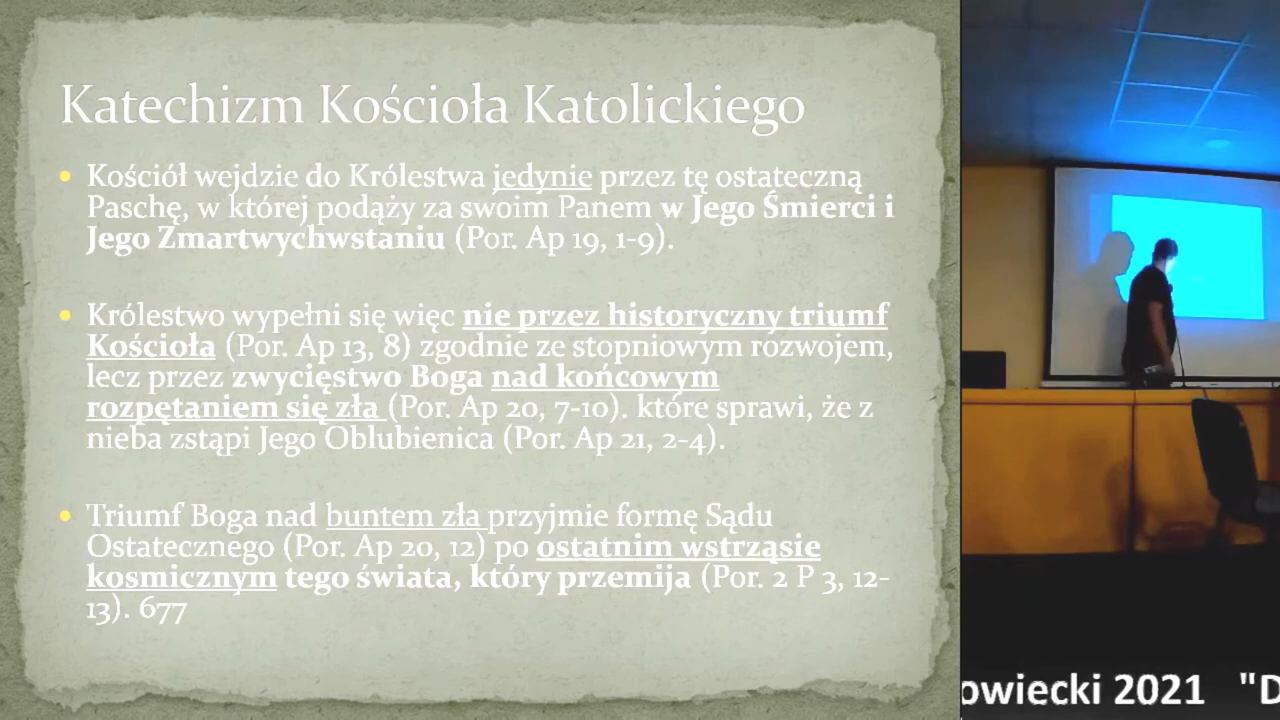 Katechizm Kościoła Katolickiego
• Kościół wejdzie do Królestwa jedynie przez tę ostateczną
Paschę, w której podąży za swoim Panem w Jego Śmierci i
Jego Zmartwychwstaniu (Por. Ap 19, 1-9).
• Królestwo wypełni się więc nie przez historyczny triumf
Kościoła (Por. Ap 13, 8) zgodnie ze stopniowym rozwojem,
lecz przez zwycięstwo Boga nad końcowym
rozpętaniem się zła (Por. Ap 20, 7-10). które sprawi, że z
nieba zstąpi Jego Oblubienica (Por. Ap 21, 2-4).
• Triumf Boga nad buntem zła przyjmie formę Sądu
Ostatecznego (Por. Ap 20, 12) po ostatnim wstrząsie
kosmicznym tego świata, który przemija (Por. 2 P 3, 12-
13). 677
owiecki 2021 "D